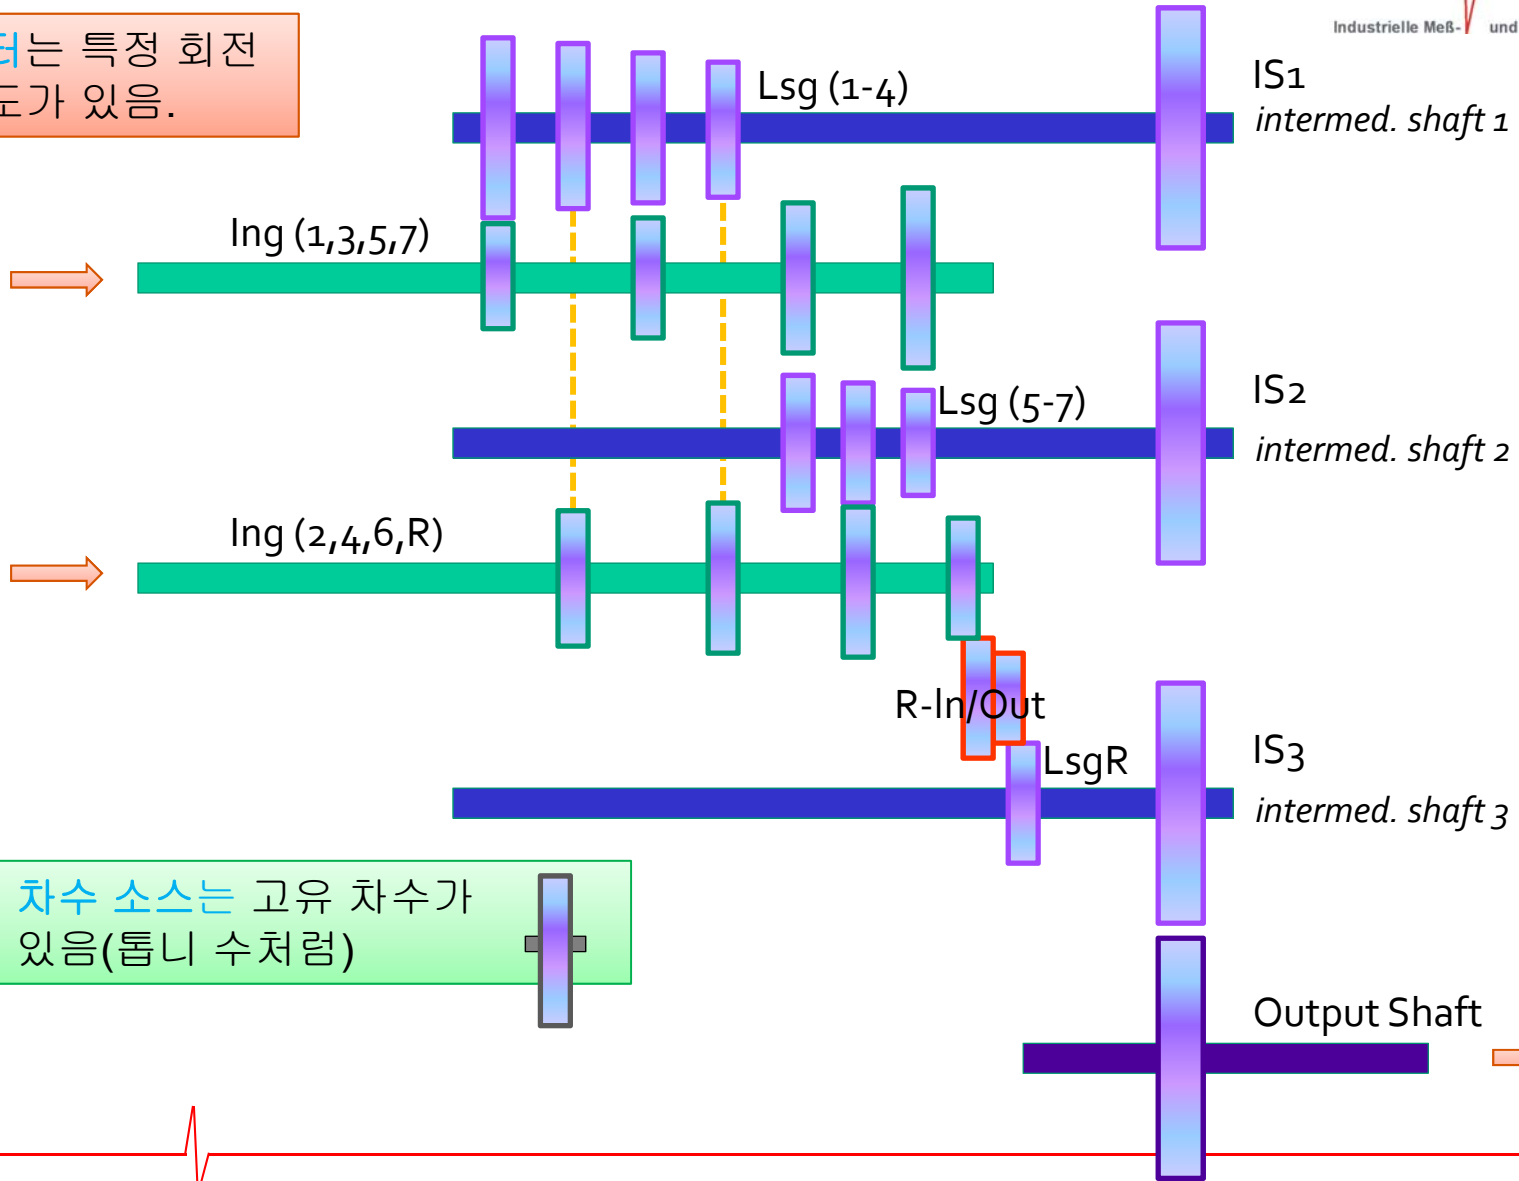 터는 특정 회전
도가 있음.
Industrielle Meß- und
Lsg (1-4)
IS1
intermed. shaft 1
Ing (1,3,5,7)
Lsg (5-7)
IS2
intermed. shaft 2
Ing (2,4,6,R)
R-In/Out
LsgR
IS3
intermed. shaft 3
차수 소스는 고유 차수가
있음(톱니 수처럼)
Output Shaft